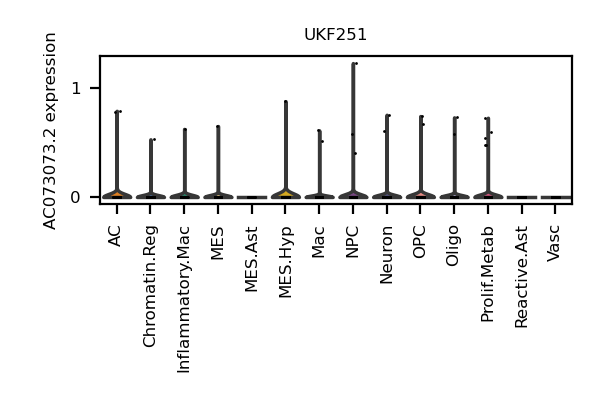 UKF251
AC073073.2 expression
1
0
AC
Chromatin.Reg
Inflammatory.Mac
MES
MES.Ast
MES.Hyp
Mac
NPC
Neuron
OPC
Oligo
Prolif.Metab
Reactive.Ast
Vasc